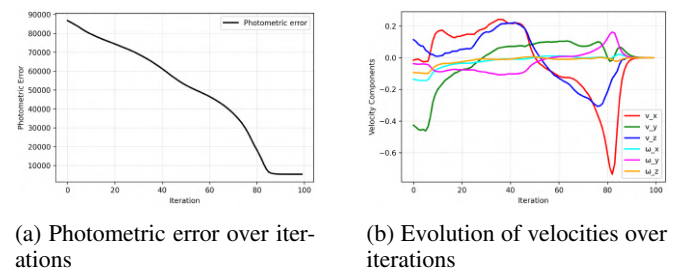 90000
80000
70000
60000
50000
40000
30000
20000
10000
0 20 40 60 80 100
Iteration
Photometric Error
Photometric error
0.2
0.0
−0.2
−0.4
−0.6
0 20 40 60 80 100
Iteration
Velocity Components
v_x
v_y
v_z
ω_x
ω_y
ω_z
(a) Photometric error over iter-
ations
(b) Evolution of velocities over
iterations